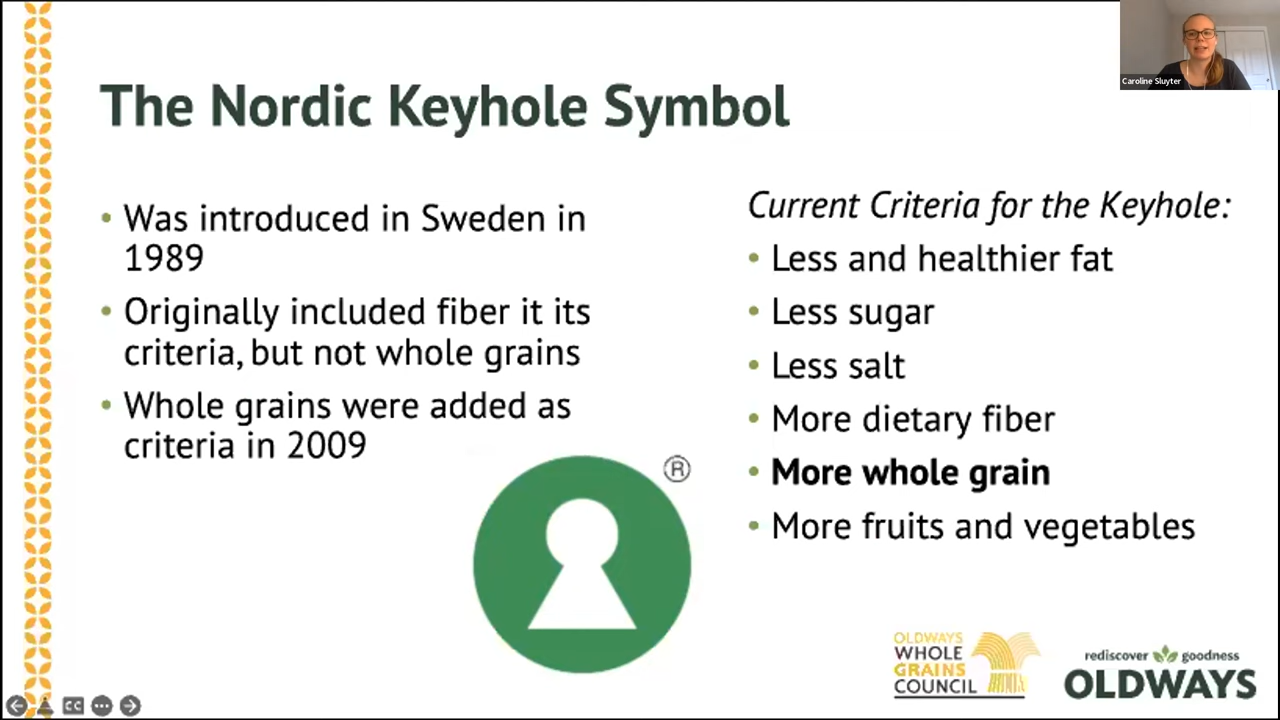 Caroline Sluyter
The Nordic Keyhole Symbol
• Was introduced in Sweden in
1989
• Originally included fiber it its
criteria, but not whole grains
• Whole grains were added as
criteria in 2009
®
Current Criteria for the Keyhole:
• Less and healthier fat
• Less sugar
• Less salt
• More dietary fiber
• More whole grain
• More fruits and vegetables
OLDWAYS
WHOLE
GRAINS
COUNCIL
rediscover goodness
OLDWAYS
CC